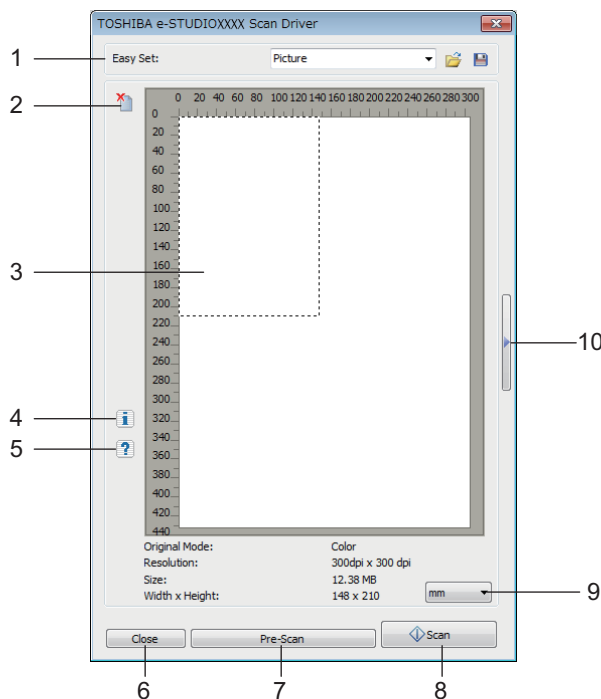 TOSHIBA e-STUDIOXXXX Scan Driver
1
Easy Set:
Picture
2
0 20 40 60 80 100 120 140 160 180 200 220 240 260 280 300
0
20
40
60
80
100
120
140
160
180
200
220
240
260
280
300
320
340
360
380
400
420
440
3
10
4
i
5
?
Original Mode: Color
Resolution: 300dpi x 300 dpi
Size: 12.38 MB
Width x Height: 148 x 210
mm
9
Close
Pre-Scan
Scan
6
7
8